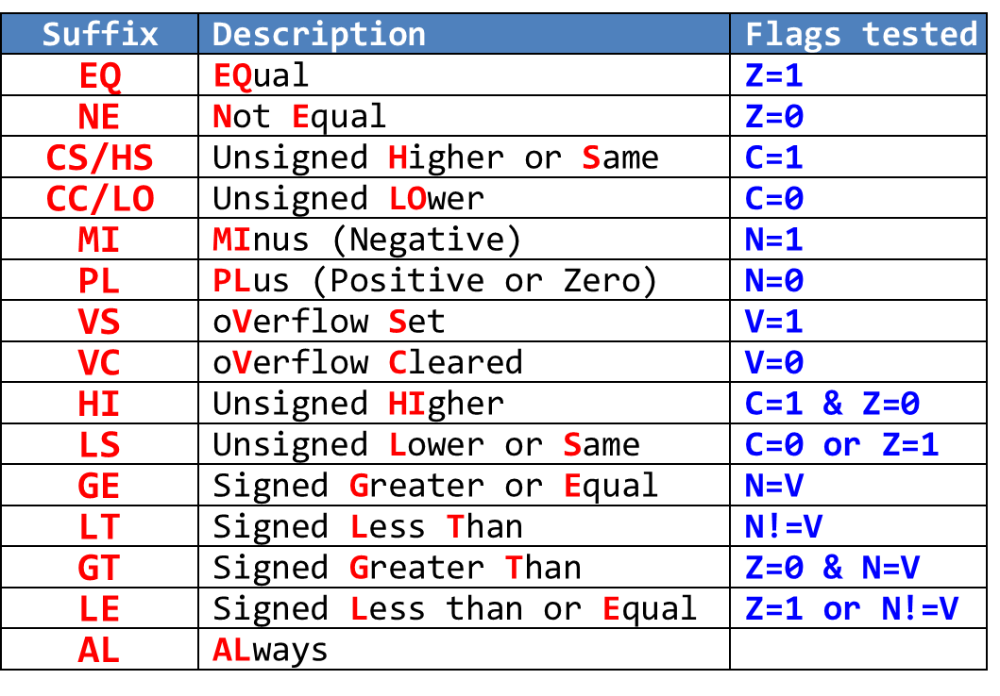 Suffix Description Flags tested
EQ EQual Z=1
NE Not Equal Z=0
CS/HS Unsigned Higher or Same C=1
CC/LO Unsigned LOwer C=0
MI MInus (Negative) N=1
PL PLus (Positive or Zero) N=0
VS oVerflow Set V=1
VC oVerflow Cleared V=0
HI Unsigned HIgher C=1 & Z=0
LS Unsigned Lower or Same C=0 or Z=1
GE Signed Greater or Equal N=V
LT Signed Less Than N!=V
GT Signed Greater Than Z=0 & N=V
LE Signed Less than or Equal Z=1 or N!=V
AL ALways